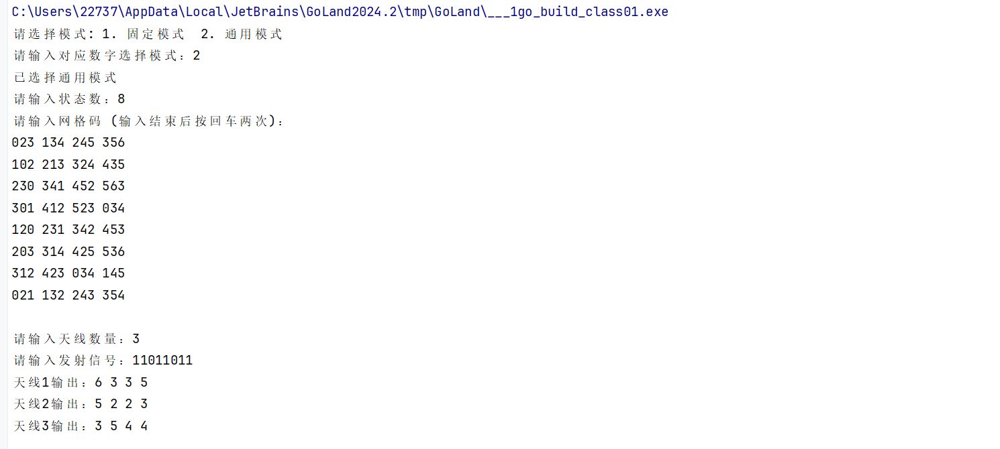 C:\Users\22737\AppData\Local\JetBrains\GoLand2024.2\tmp\GoLand\___1go_build_class01.exe
请选择模式: 1. 固定模式  2. 通用模式
请输入对应数字选择模式：2
已选择通用模式
请输入状态数：8
请输入网格码 (输入结束后按回车两次)：
023 134 245 356
102 213 324 435
230 341 452 563
301 412 523 034
120 231 342 453
203 314 425 536
312 423 034 145
021 132 243 354
请输入天线数量：3
请输入发射信号：11011011
天线1输出：6 3 3 5
天线2输出：5 2 2 3
天线3输出：3 5 4 4